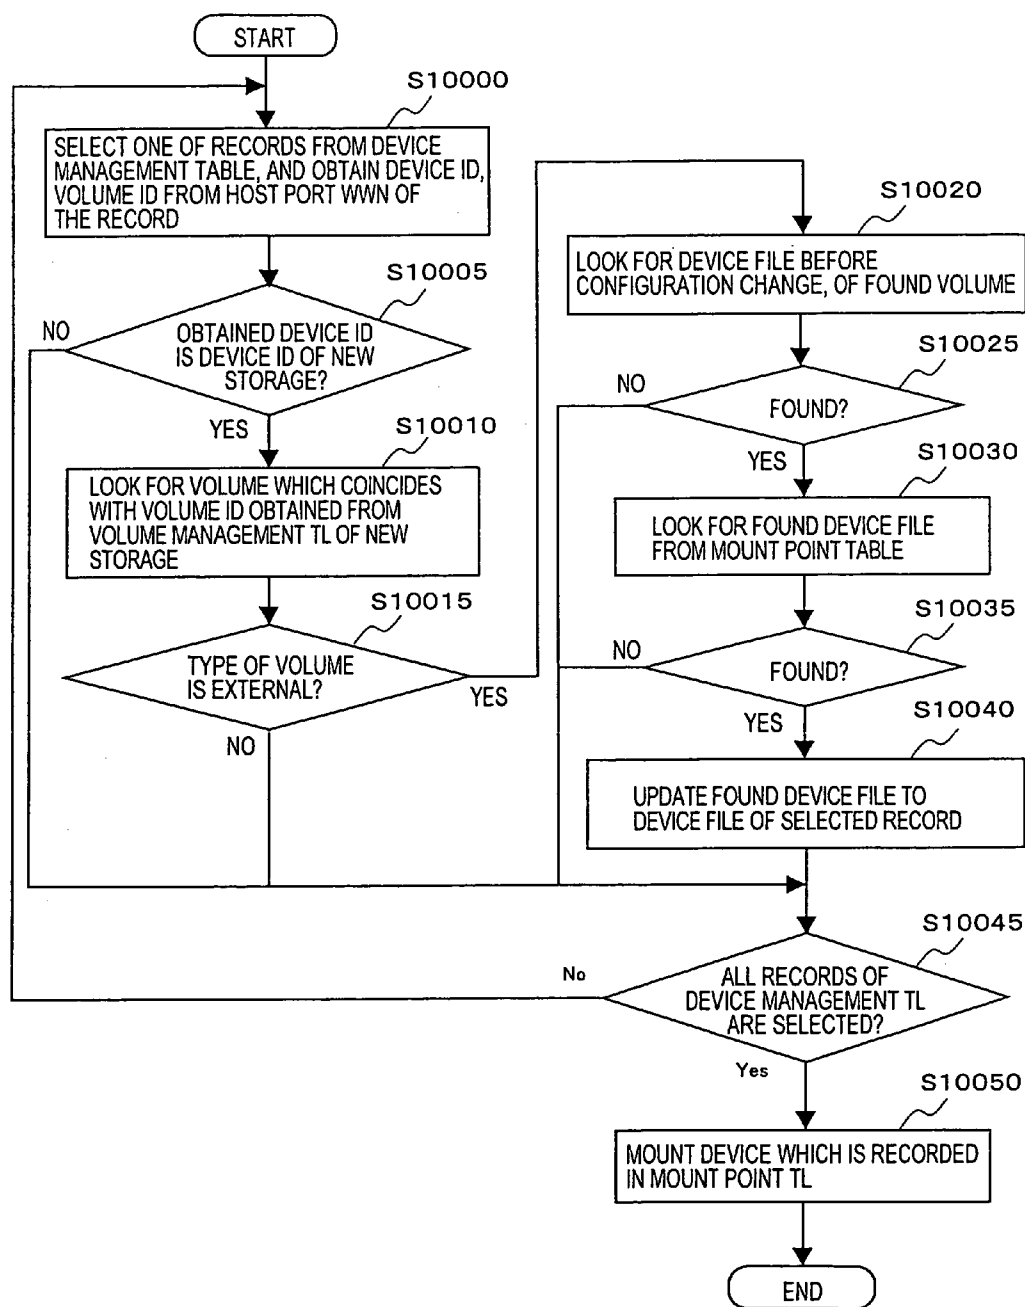 START
S10000
SELECT ONE OF RECORDS FROM DEVICE
MANAGEMENT TABLE, AND OBTAIN DEVICE ID,
VOLUME ID FROM HOST PORT WWN OF
THE RECORD
S10005
NO
OBTAINED DEVICE ID
IS DEVICE ID OF NEW
STORAGE?
YES
S10010
LOOK FOR VOLUME WHICH COINCIDES
WITH VOLUME ID OBTAINED FROM
VOLUME MANAGEMENT TL OF NEW
STORAGE
S10015
TYPE OF VOLUME
IS EXTERNAL?
YES
NO
S10020
LOOK FOR DEVICE FILE BEFORE
CONFIGURATION CHANGE, OF FOUND VOLUME
S10025
NO
FOUND?
YES
S10030
LOOK FOR FOUND DEVICE FILE
FROM MOUNT POINT TABLE
S10035
NO
FOUND?
YES
S10040
UPDATE FOUND DEVICE FILE TO
DEVICE FILE OF SELECTED RECORD
S10045
No
ALL RECORDS OF
DEVICE MANAGEMENT TL
ARE SELECTED?
Yes
S10050
MOUNT DEVICE WHICH IS RECORDED
IN MOUNT POINT TL
END